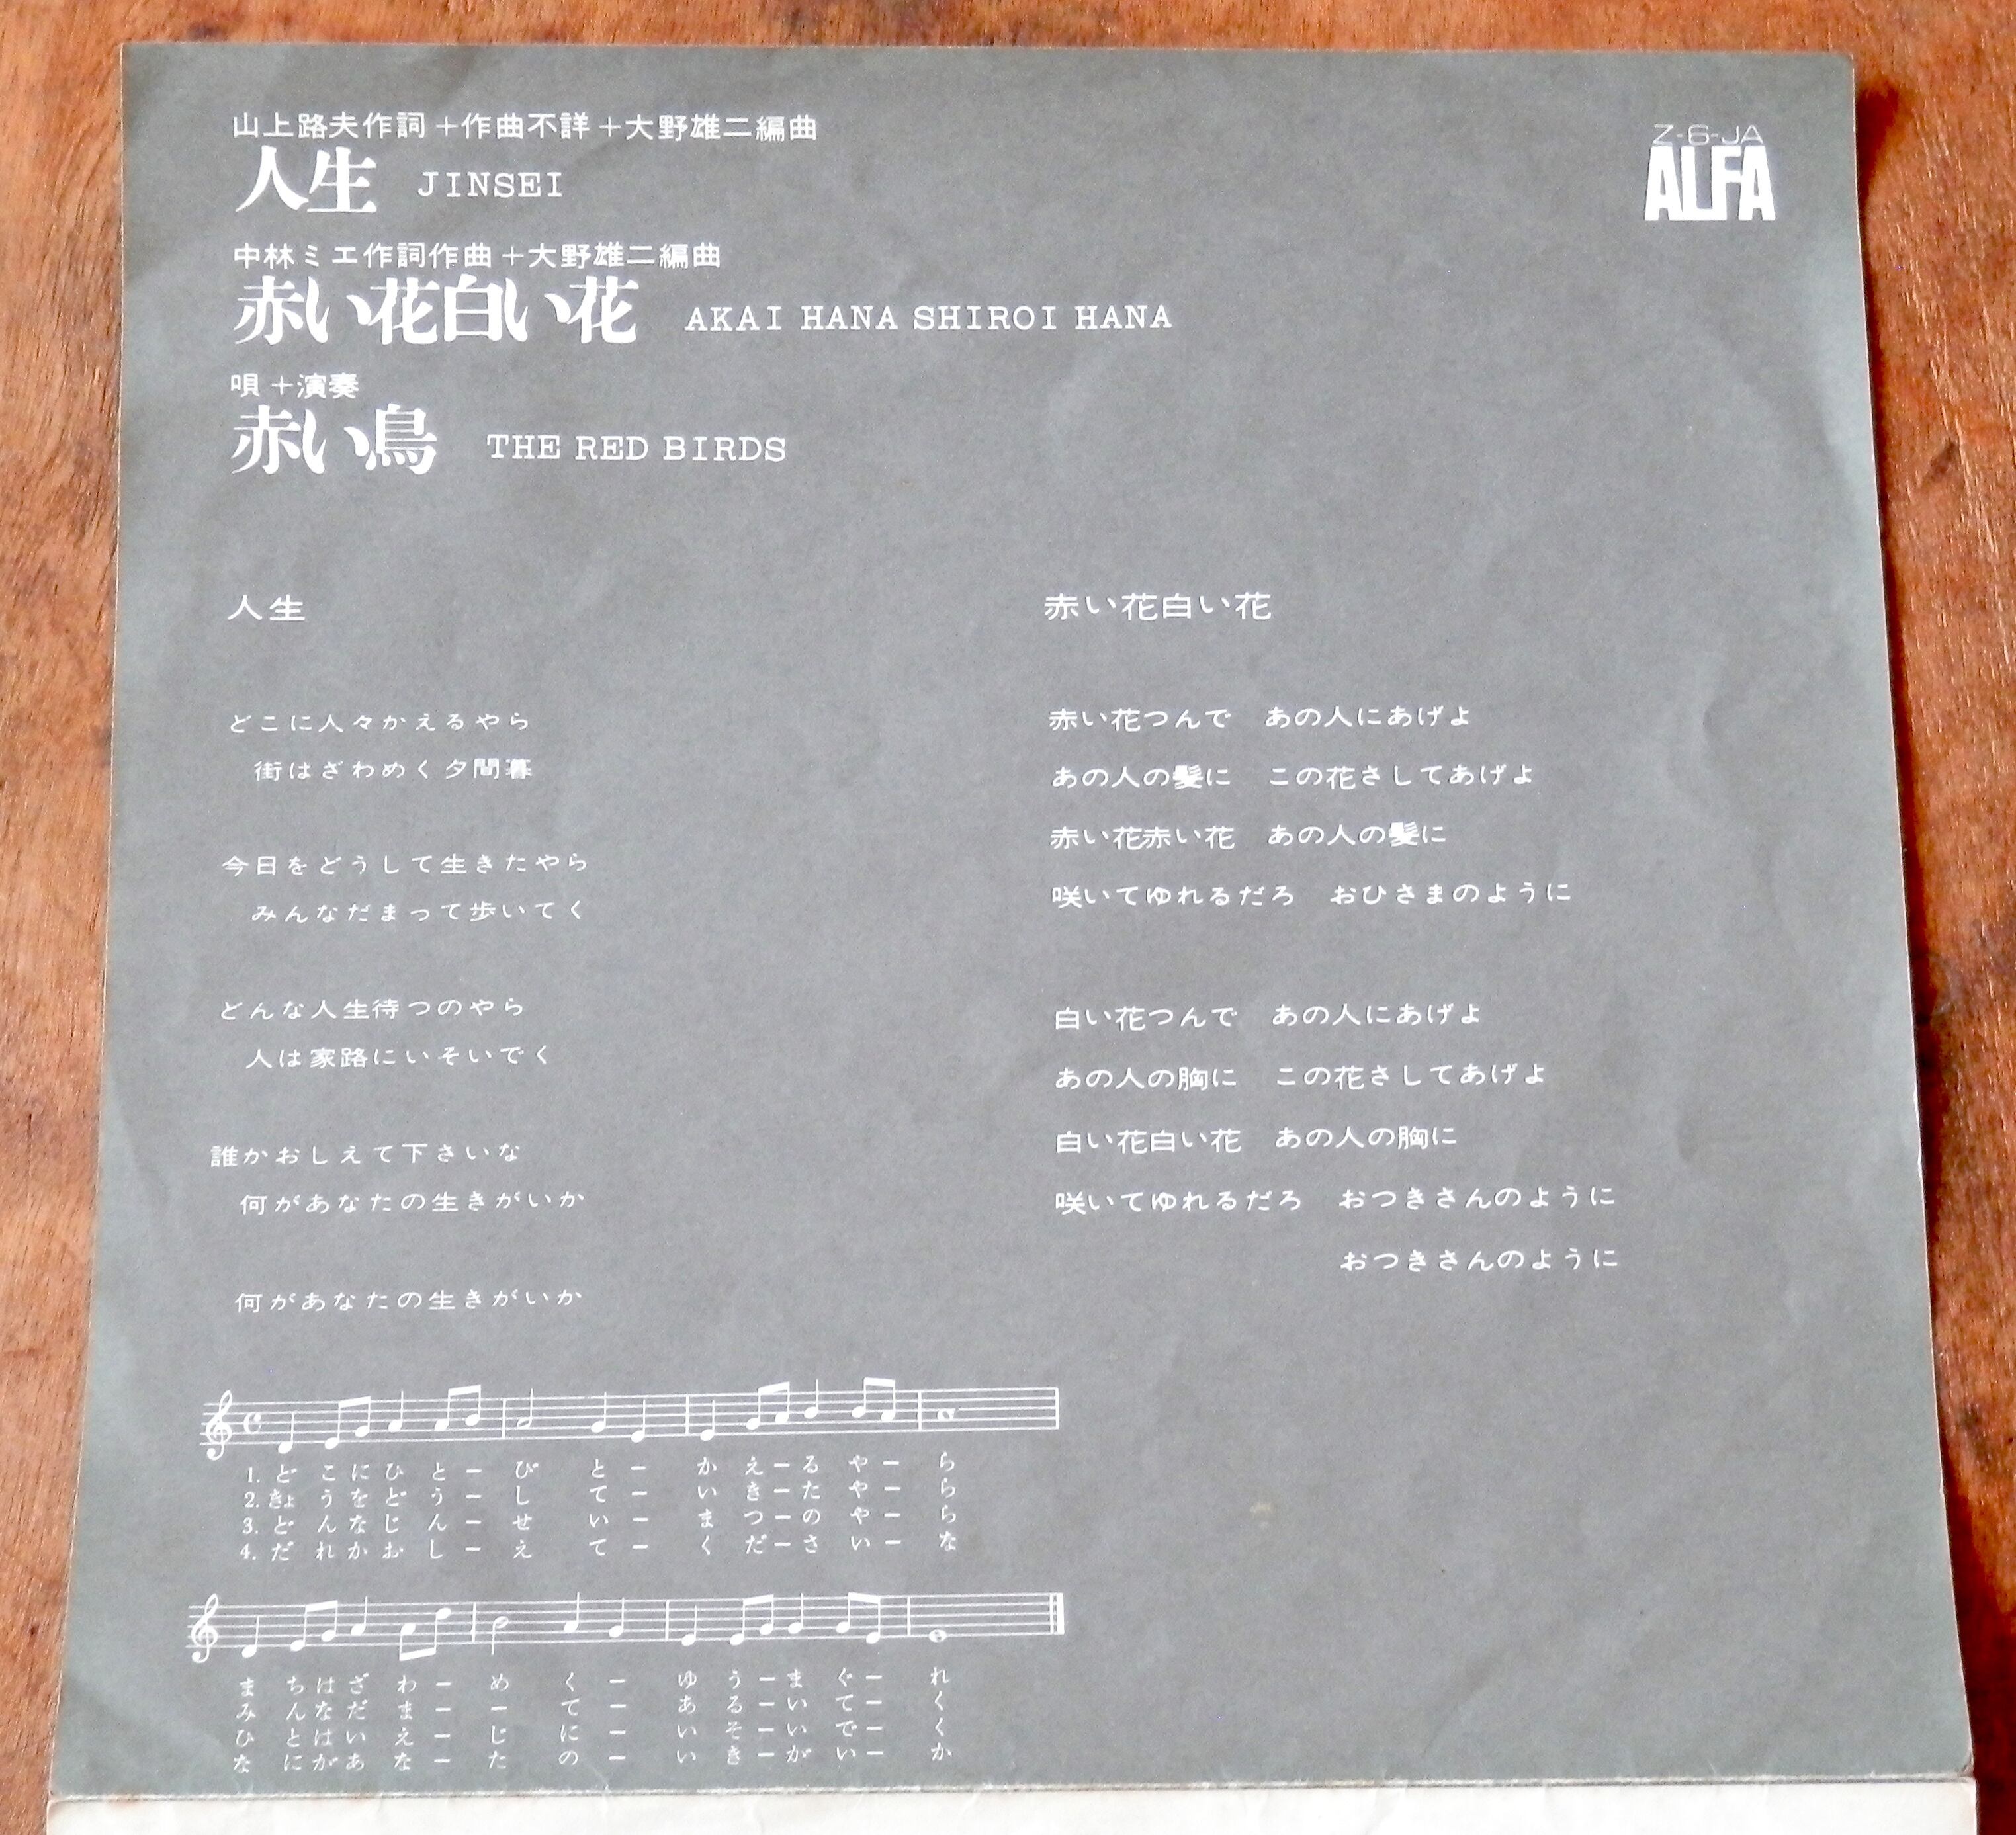 山上路夫作詞+作曲不詳+大野雄二編曲
人生 JINSEI
中林ミエ作詞作曲+大野雄二編曲
赤い花白い花 AKAI HANA SHIROI HANA
唄+演奏
赤い鳥 THE RED BIRDS
Z-6-JA
ALFA
人生
どこに人々かえるやら
街はざわめく夕間暮
今日をどうして生きたやら
みんなだまって歩いてく
どんな人生待つのやら
人は家路にいそいでく
誰かおしえて下さいな
何があなたの生きがいか
何があなたの生きがいか
赤い花白い花
赤い花つんで あの人にあげよ
あの人の髪に この花さしてあげよ
赤い花赤い花 あの人の髪に
咲いてゆれるだろ おひさまのように
白い花つんで あの人にあげよ
あの人の胸に この花さしてあげよ
白い花白い花 あの人の胸に
咲いてゆれるだろ おつきさんのように
おつきさんのように
1. ど こ に ひ と ー び と ー か え ー る や ー ら
2. きょ う を ど う ー し て ー い き ー た や ー ら
3. ど ん な じ ん ー せ い ー ま つ ー の や ー ら
4. だ れ か お し ー え て ー く だ ー さ い ー な
ま ち は ざ わ ー め く ー ゆ う ー ま ぐ ー れ
み ん な だ ま ー ー て ー あ る ー い て ー く
ひ と は い え ー じ に ー い そ ー い で ー く
な に が あ な ー た の ー い き ー が い ー か